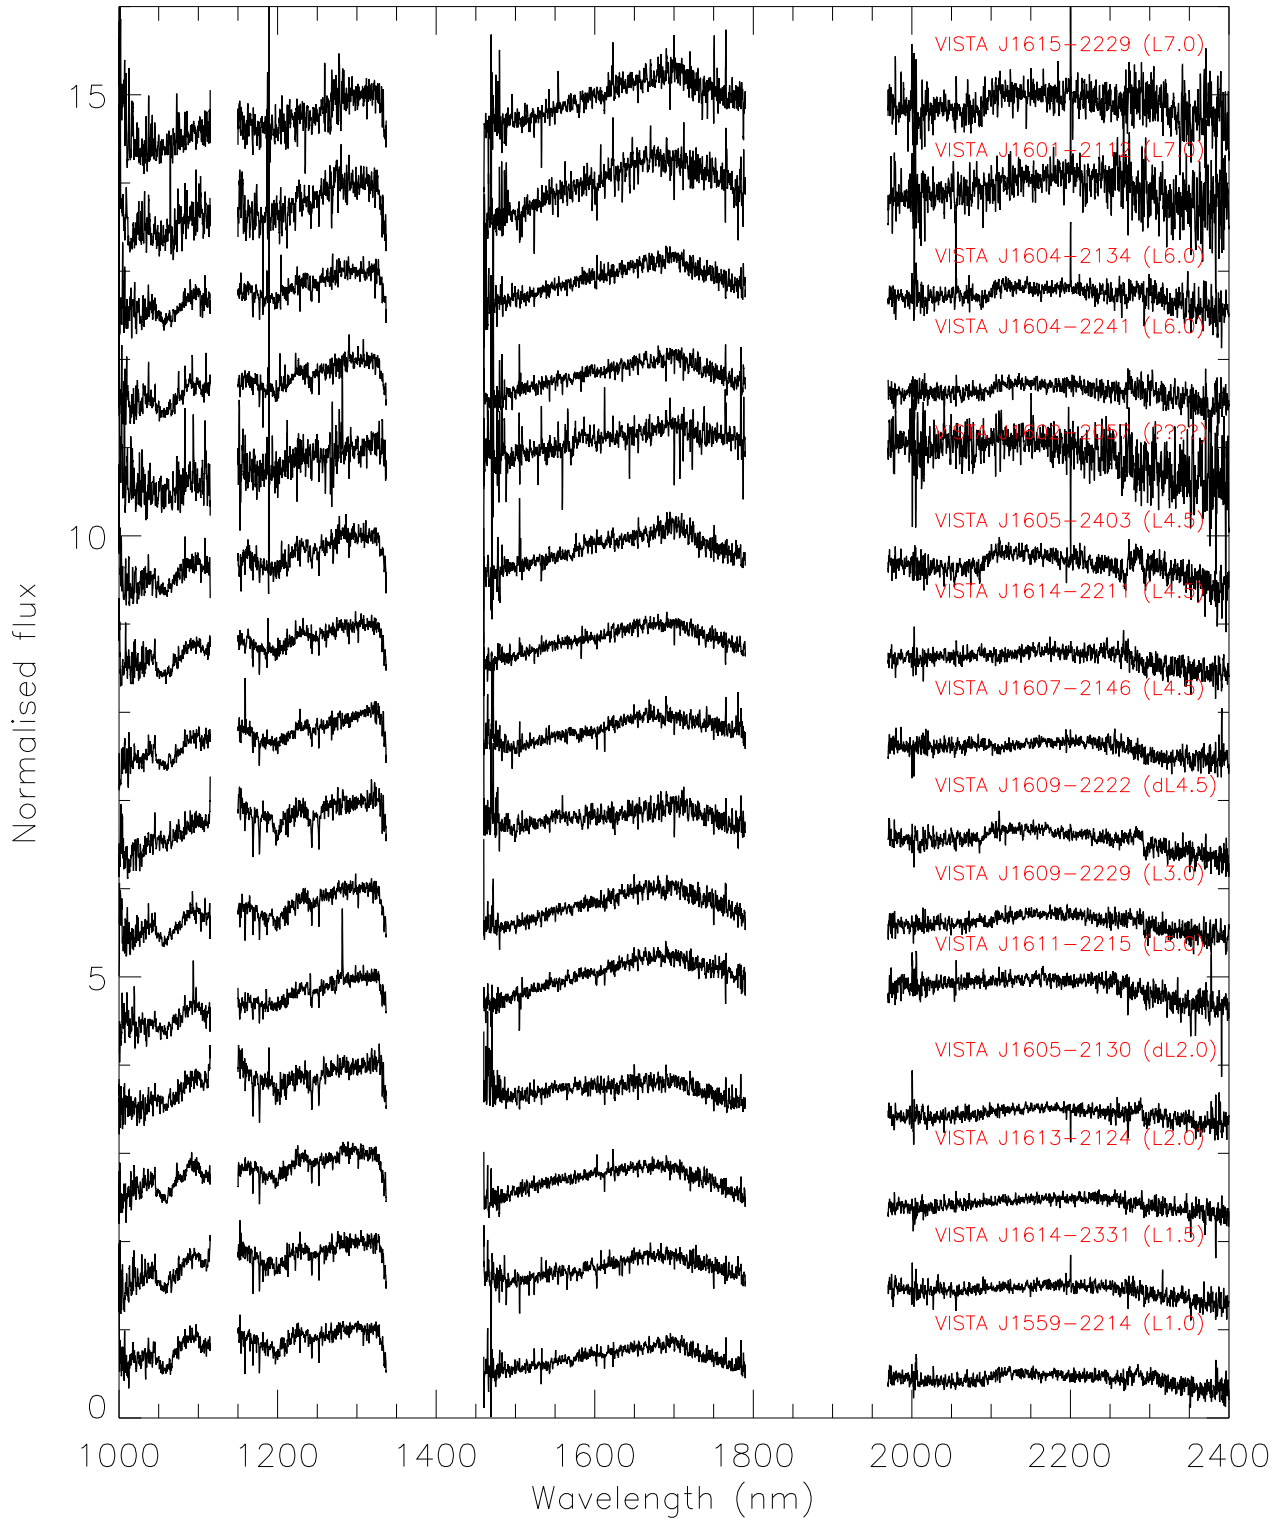 VISTA J1615−2229 (L7.0)
15
VISTA J1601−2112 (L7.0)
VISTA J1604−2134 (L6.0)
VISTA J1604−2241 (L6.0)
VISTA J1602−2057 (????)
VISTA J1605−2403 (L4.5)
10
VISTA J1614−2211 (L4.5)
VISTA J1607−2146 (L4.5)
Normalised flux
VISTA J1609−2222 (dL4.5)
VISTA J1609−2229 (L3.0)
VISTA J1611−2215 (L5.0)
5
VISTA J1605−2130 (dL2.0)
VISTA J1613−2124 (L2.0)
VISTA J1614−2331 (L1.5)
VISTA J1559−2214 (L1.0)
0
1000 1200 1400 1600 1800 2000 2200 2400
Wavelength (nm)